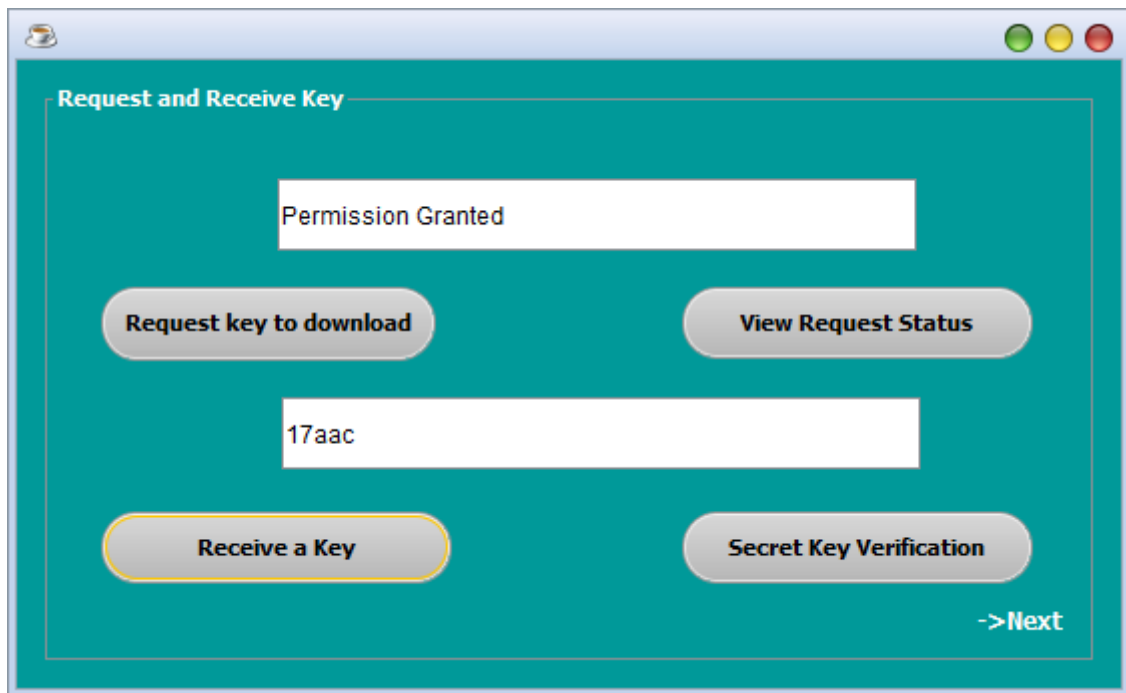 Request and Receive Key
Permission Granted
Request key to download
View Request Status
17aac
Receive a Key
Secret Key Verification
->Next